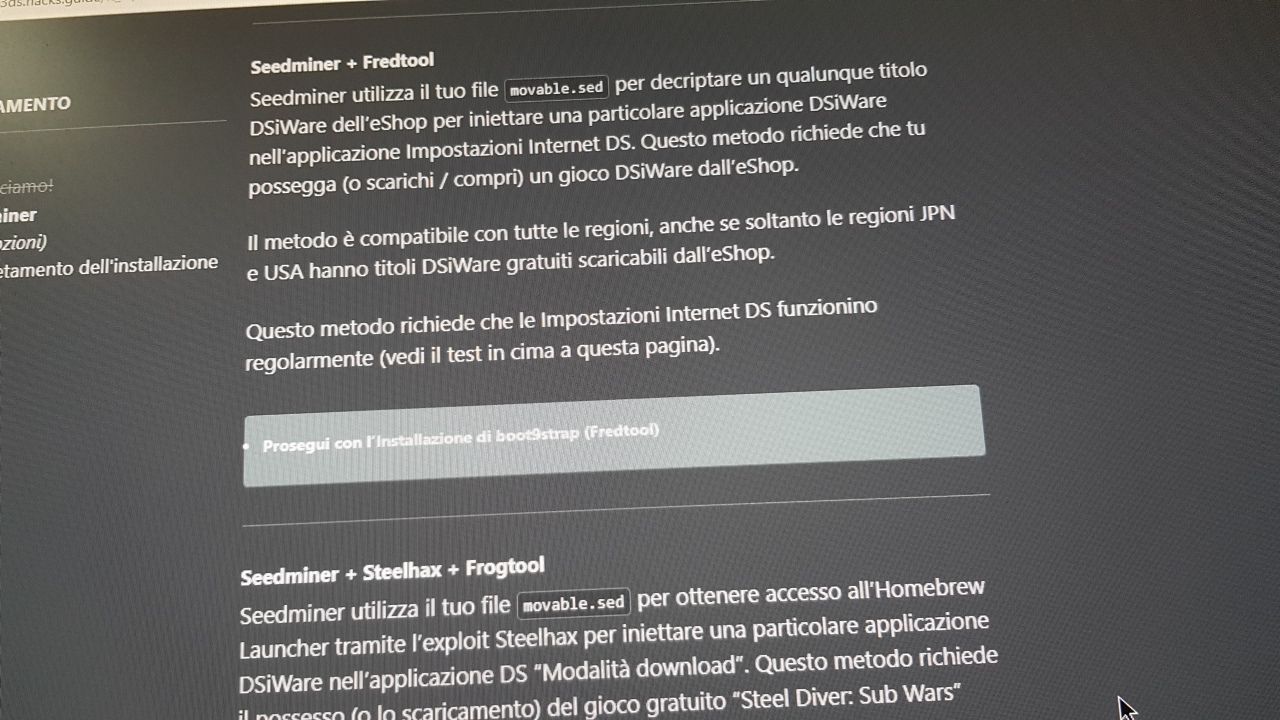 AMENTO
ciamo!
iner
ozioni)
etamento dell'installazione
Seedminer + Fredtool
Seedminer utilizza il tuo file movable.sed per decriptare un qualunque titolo
DSiWare dell'eShop per iniettare una particolare applicazione DSiWare
nell'applicazione Impostazioni Internet DS. Questo metodo richiede che tu
possegga (o scarichi / compri) un gioco DSiWare dall'eShop.
Il metodo è compatibile con tutte le regioni, anche se soltanto le regioni JPN
e USA hanno titoli DSiWare gratuiti scaricabili dall'eShop.
Questo metodo richiede che le Impostazioni Internet DS funzionino
regolarmente (vedi il test in cima a questa pagina).
• Prosegui con l'Installazione di boot9strap (Fredtool)
Seedminer + Steelhax + Frogtool
Seedminer utilizza il tuo file movable.sed per ottenere accesso all'Homebrew
Launcher tramite l'exploit Steelhax per iniettare una particolare applicazione
DSiWare nell'applicazione DS "Modalità download". Questo metodo richiede
il possesso (o lo scaricamento) del gioco gratuito "Steel Diver: Sub Wars"